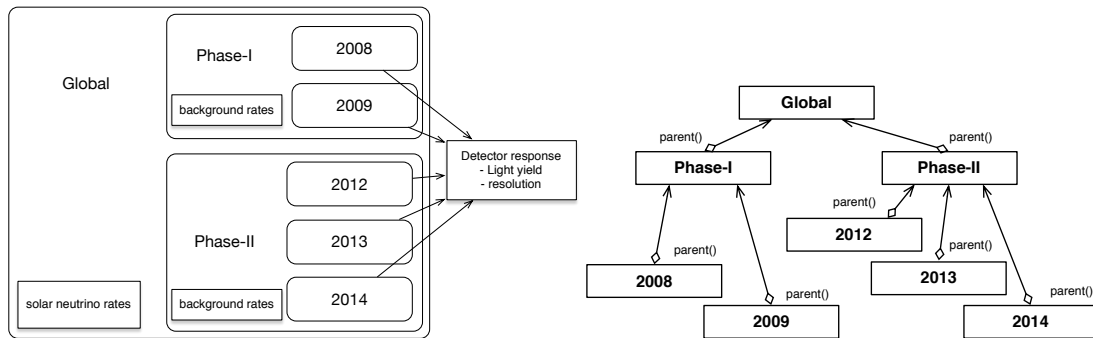 Global
Phase-I
2008
background rates
2009
Detector response
- Light yield
- resolution
2012
Phase-II
2013
solar neutrino rates
background rates
2014
Global
parent()
parent()
Phase-I
Phase-II
parent()
2012
parent()
parent()
2008
2013
parent()
parent()
2009
2014